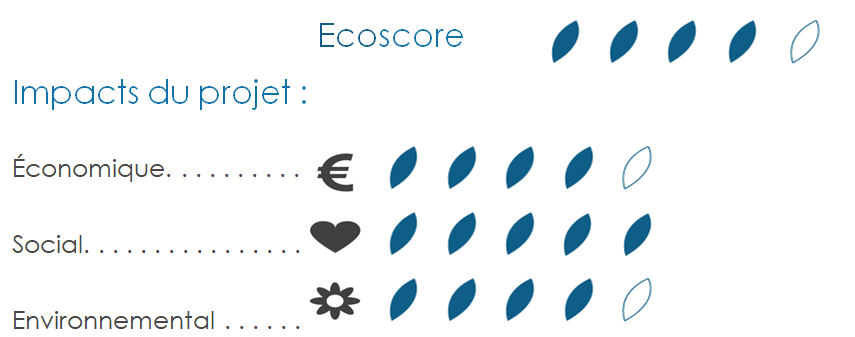 Ecoscore
Impacts du projet :
Économique. . . . . . . . . . €
Social. . . . . . . . . . . . . . . .
Environnemental . . . . . .